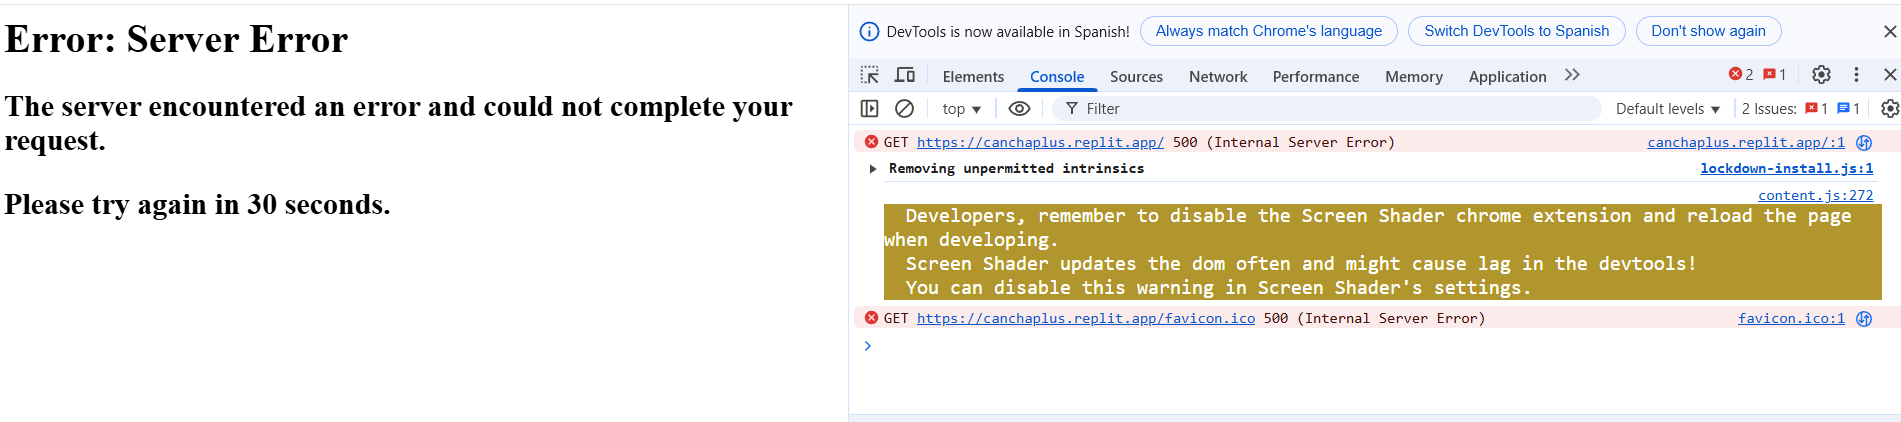 Error: Server Error
The server encountered an error and could not complete your
request.
Please try again in 30 seconds.
DevTools is now available in Spanish! Always match Chrome's language Switch DevTools to Spanish Don't show again
Elements Console Sources Network Performance Memory Application 2 1
top Filter Default levels 2 Issues: 1 1
GET https://canchaplus.replit.app/ 500 (Internal Server Error) canchaplus.replit.app/:1
Removing unpermitted intrinsics lockdown-install.js:1
content.js:272
Developers, remember to disable the Screen Shader chrome extension and reload the page
when developing.
Screen Shader updates the dom often and might cause lag in the devtools!
You can disable this warning in Screen Shader's settings.
GET https://canchaplus.replit.app/favicon.ico 500 (Internal Server Error) favicon.ico:1